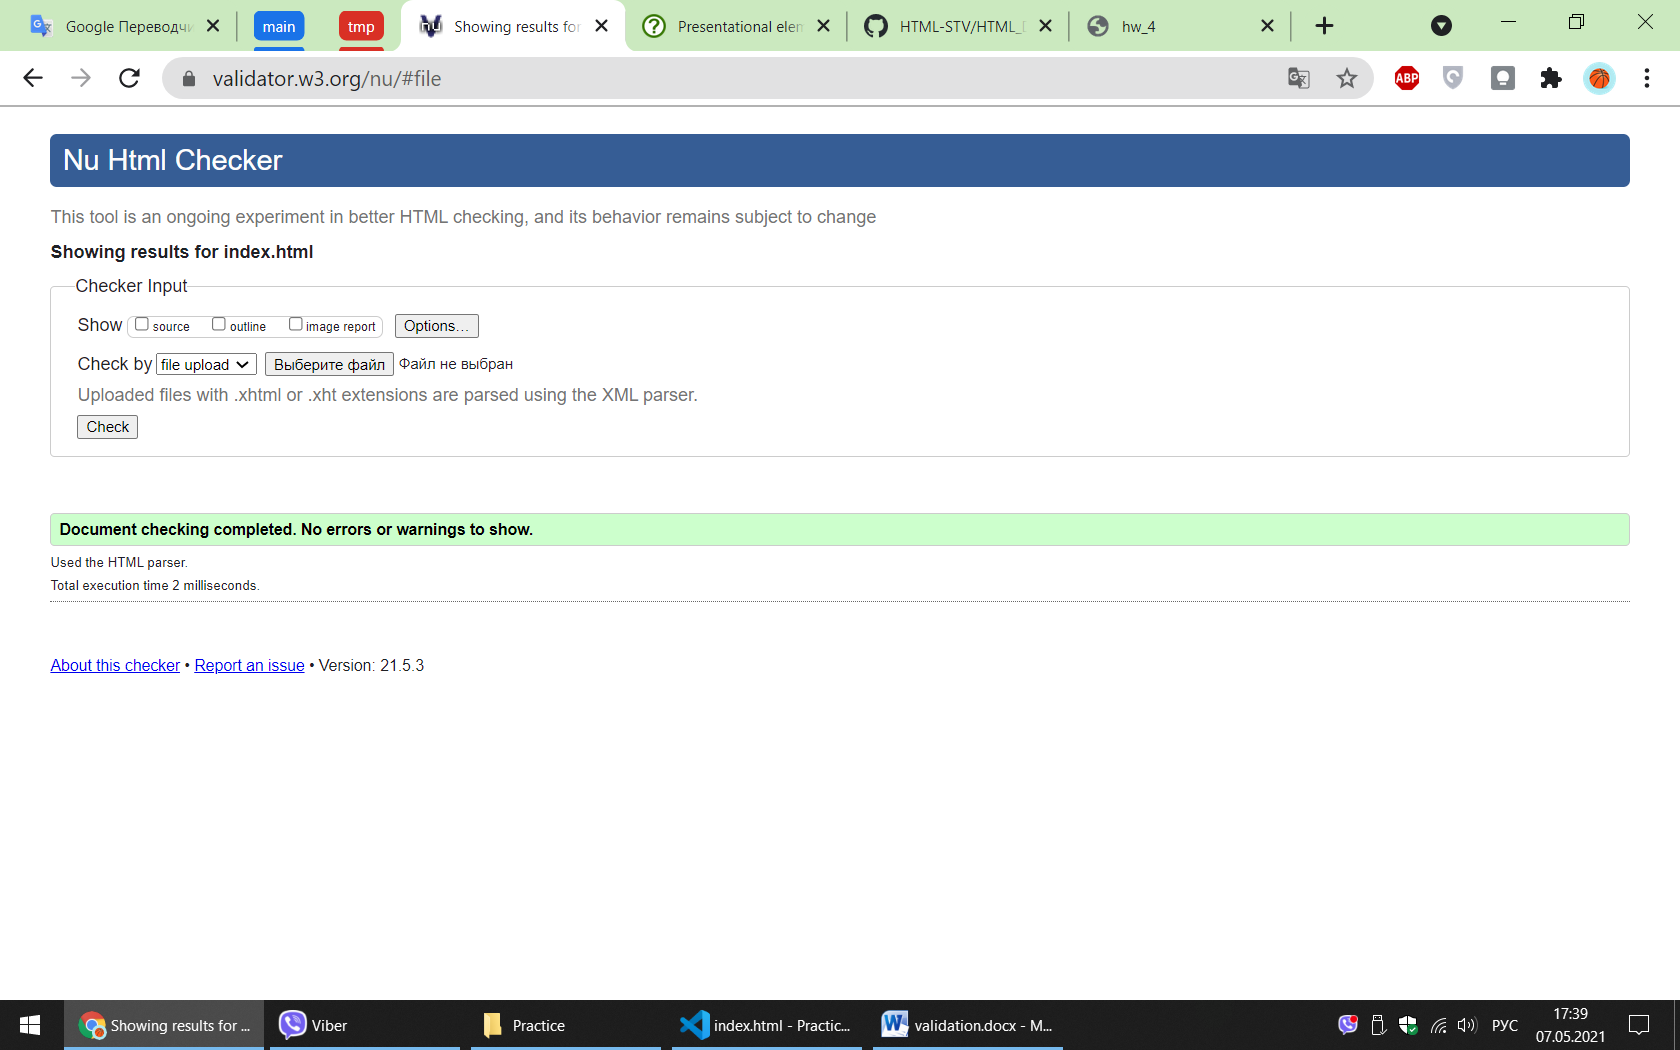 Google Переводчи
main
tmp
Showing results for
Presentational elem
HTML-STV/HTML_D
hw_4
validator.w3.org/nu/#file
ABP
Nu Html Checker
This tool is an ongoing experiment in better HTML checking, and its behavior remains subject to change
Showing results for index.html
Checker Input
Show source outline image report Options…
Check by file upload Выберите файл Файл не выбран
Uploaded files with .xhtml or .xht extensions are parsed using the XML parser.
Check
Document checking completed. No errors or warnings to show.
Used the HTML parser.
Total execution time 2 milliseconds.
About this checker • Report an issue • Version: 21.5.3
Showing results for ...
Viber
Practice
index.html - Practic...
validation.docx - M...
РУС
17:39
07.05.2021